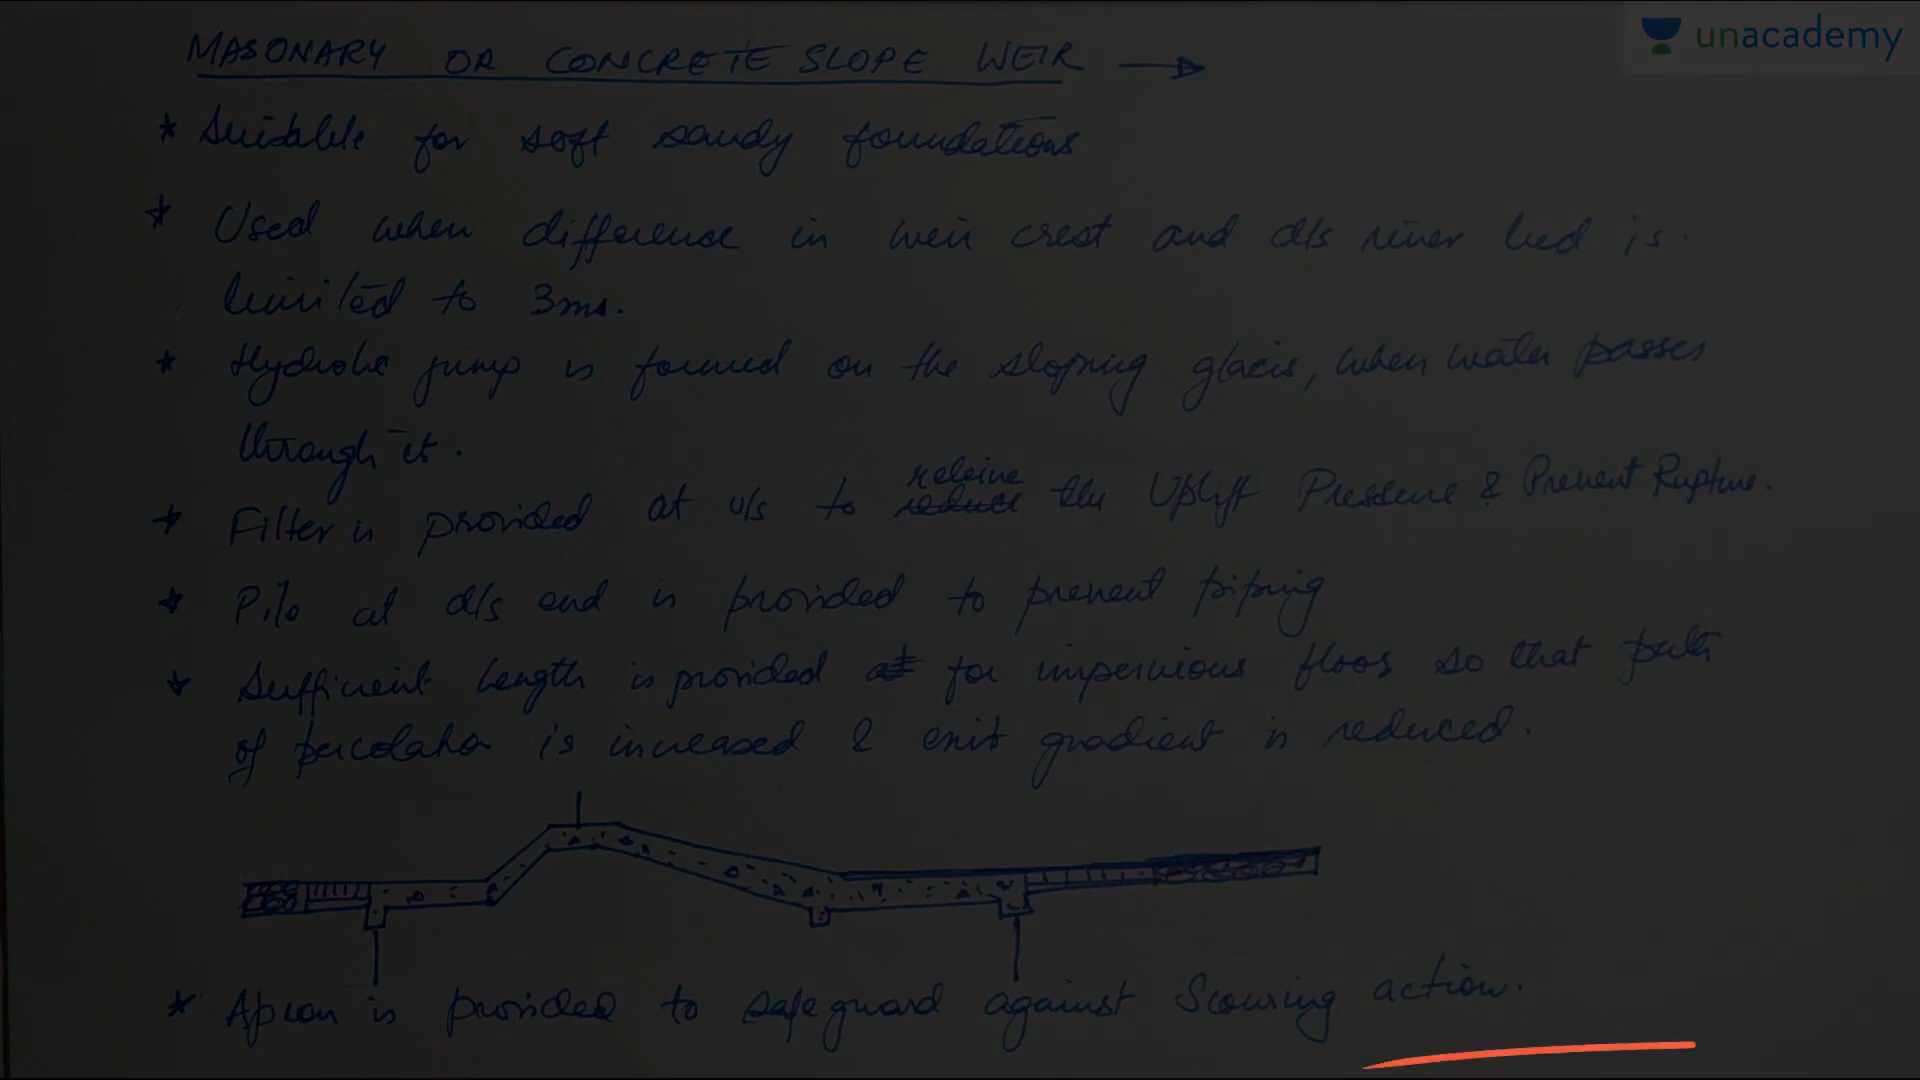 unacademy
MASONARY OR CONCRETE SLOPE WEIR →
* Suitable for soft sandy foundations
* Used when difference in weir crest and d/s river bed is
limited to 3ms.
* Hydrolic jump is formed on the sloping glacis, when water passes
through it.
releive
* Filter is provided at u/s to reduce the Uplift Pressure & Prevent Rupture.
* Pile at d/s end is provided to prevent piping
* Sufficient length is provided at for impervious floor so that path
of percolation is increased & exit gradient is reduced.
* Apron is provided to safeguard against Scouring action.